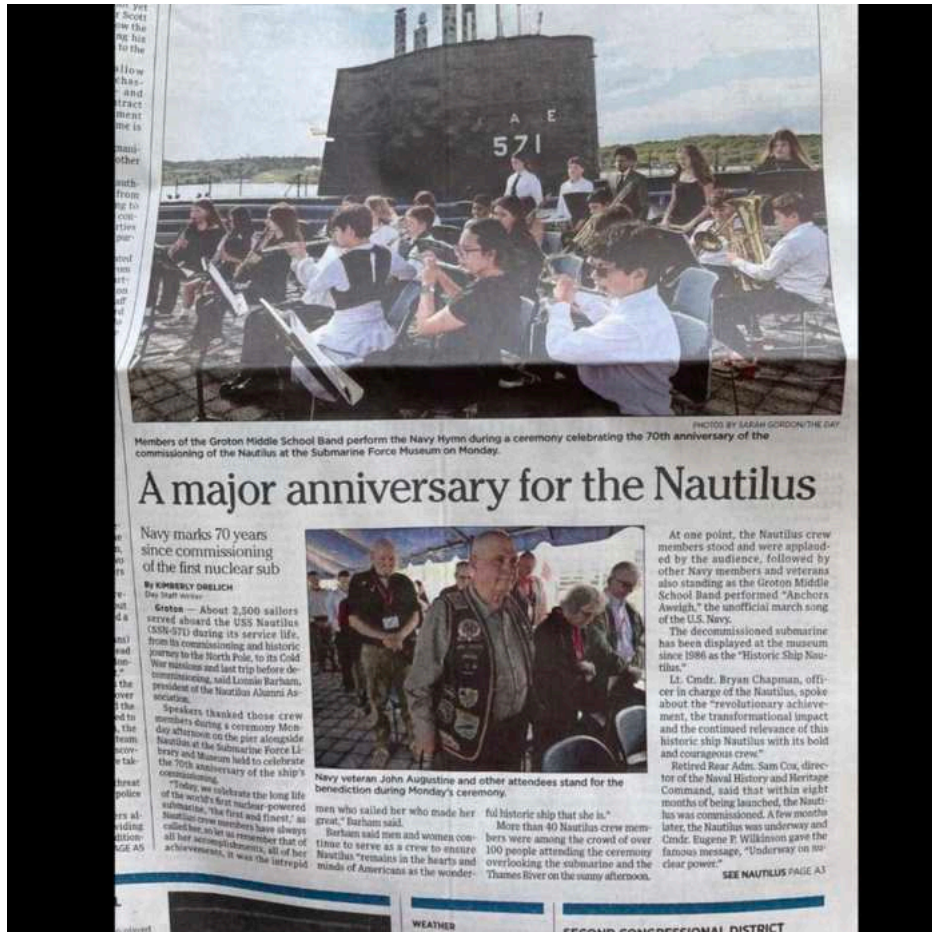 A E
571
PHOTOS BY SARAH GORDON/THE DAY
Members of the Groton Middle School Band perform the Navy Hymn during a ceremony celebrating the 70th anniversary of the
commissioning of the Nautilus at the Submarine Force Museum on Monday.
A major anniversary for the Nautilus
Navy marks 70 years
since commissioning
of the first nuclear sub
By KIMBERLY DRELICH
Day Staff Writer
Groton — About 2,500 sailors
served aboard the USS Nautilus
(SSN-571) during its service life,
from its commissioning and historic
journey to the North Pole, to its Cold
War missions and last trip before de-
commissioning, said Lonnie Barham,
president of the Nautilus Alumni As-
sociation.
Speakers thanked those crew
members during a ceremony Mon-
day afternoon on the pier alongside
Nautilus at the Submarine Force Li-
brary and Museum held to celebrate
the 70th anniversary of the ship's
commissioning.
"Today, we celebrate the long life
of the world's first nuclear-powered
submarine, 'the first and finest,' as
Nautilus crew members have always
called her, so let us remember that of
all her accomplishments, all of her
achievements, it was the intrepid
Navy veteran John Augustine and other attendees stand for the
benediction during Monday's ceremony.
men who sailed her who made her
great," Barham said.
Barham said men and women con-
tinue to serve as a crew to ensure
Nautilus "remains in the hearts and
minds of Americans as the wonder-
ful historic ship that she is."
More than 40 Nautilus crew mem-
bers were among the crowd of over
100 people attending the ceremony
overlooking the submarine and the
Thames River on the sunny afternoon.
At one point, the Nautilus crew
members stood and were applaud-
ed by the audience, followed by
other Navy members and veterans
also standing as the Groton Middle
School Band performed "Anchors
Aweigh," the unofficial march song
of the U.S. Navy.
The decommissioned submarine
has been displayed at the museum
since 1986 as the "Historic Ship Nau-
tilus."
Lt. Cmdr. Bryan Chapman, offi-
cer in charge of the Nautilus, spoke
about the "revolutionary achieve-
ment, the transformational impact
and the continued relevance of this
historic ship Nautilus with its bold
and courageous crew."
Retired Rear Adm. Sam Cox, direc-
tor of the Naval History and Heritage
Command, said that within eight
months of being launched, the Nauti-
lus was commissioned. A few months
later, the Nautilus was underway and
Cmdr. Eugene P. Wilkinson gave the
famous message, "Underway on nu-
clear power."
SEE NAUTILUS PAGE A3
WEATHER
SECOND CONGRESSIONAL DISTRICT